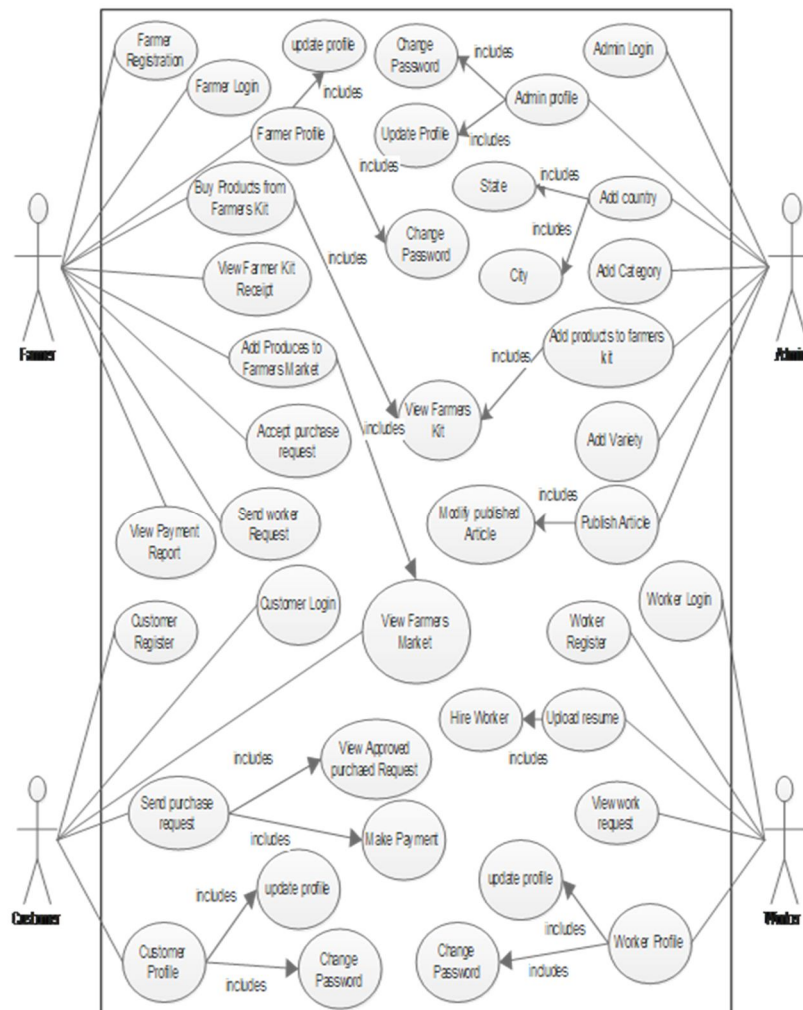 Farmer
Registration
update profile
Change
Password
includes
Admin Login
Farmer Login
includes
Admin profile
Farmer Profile
Update Profile
includes
includes
Buy Products from
Farmers Kit
State
includes
Add country
Change
Password
includes
includes
View Farmer Kit
Receipt
City
Add Category
Farmer
Add Produces to
Farmers Market
Add products to farmers
kit
Admin
includes
View Farmers
Kit
includes
Accept purchase
request
Add Variety
includes
Send worker
Request
View Payment
Report
Modify published
Article
Publish Article
Customer Login
Worker Login
Customer
Register
View Farmers
Market
Worker
Register
Hire Worker
Upload resume
includes
includes
View Approved
purchaed Request
Send purchase
request
View work
request
includes
Make Payment
Customer
Worker
update profile
includes
update profile
includes
Customer
Profile
Change
Password
includes
Change
Password
includes
Worker Profile